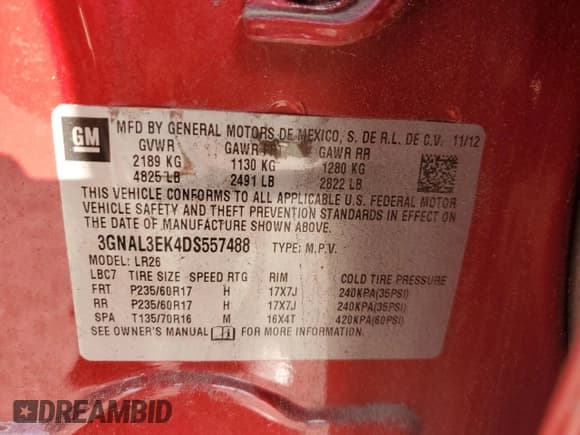 GM
MFD BY GENERAL MOTORS DE MEXICO, S. DE R.L. DE C.V. 11/12
GVWR GAWR FRT GAWR RR
2189 KG 1130 KG 1280 KG
4825 LB 2491 LB 2822 LB
THIS VEHICLE CONFORMS TO ALL APPLICABLE U.S. FEDERAL MOTOR
VEHICLE SAFETY AND THEFT PREVENTION STANDARDS IN EFFECT ON
THE DATE OF MANUFACTURE SHOWN ABOVE.
3GNAL3EK4DS557488 TYPE: M.P.V.
MODEL: LR26
LBC7 TIRE SIZE SPEED RTG RIM COLD TIRE PRESSURE
FRT P235/60R17 H 17X7J 240KPA(35PSI)
RR P235/60R17 H 17X7J 240KPA(35PSI)
SPA T135/70R16 M 16X4T 420KPA(60PSI)
SEE OWNER'S MANUAL FOR MORE INFORMATION.
DREAMBID